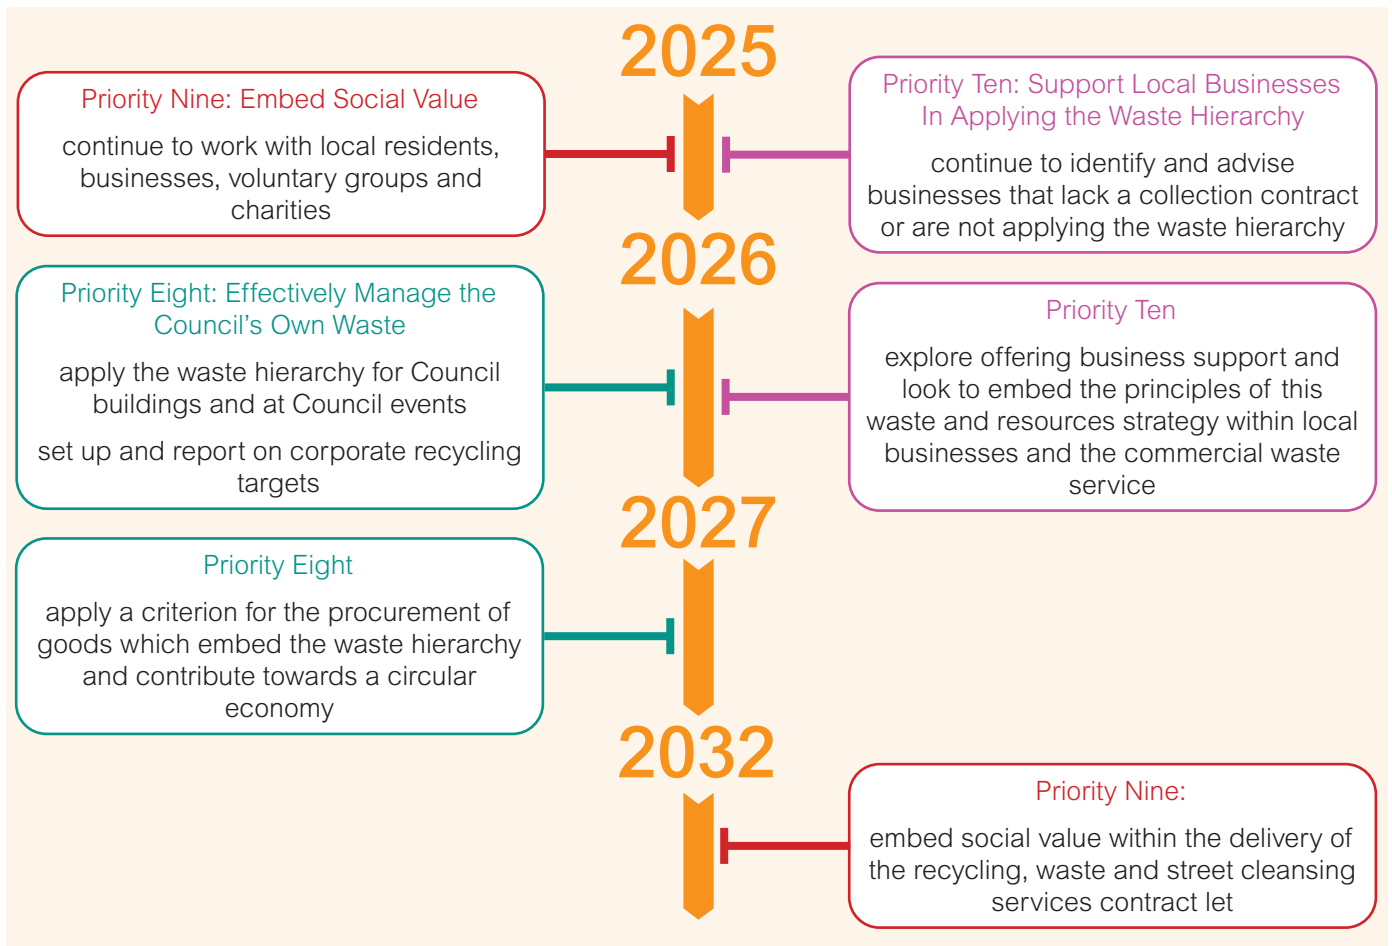 2025
Priority Nine: Embed Social Value
continue to work with local residents,
businesses, voluntary groups and
charities
Priority Ten: Support Local Businesses
In Applying the Waste Hierarchy
continue to identify and advise
businesses that lack a collection contract
or are not applying the waste hierarchy
2026
Priority Eight: Effectively Manage the
Council’s Own Waste
apply the waste hierarchy for Council
buildings and at Council events
set up and report on corporate recycling
targets
Priority Ten
explore offering business support and
look to embed the principles of this
waste and resources strategy within local
businesses and the commercial waste
service
2027
Priority Eight
apply a criterion for the procurement of
goods which embed the waste hierarchy
and contribute towards a circular
economy
2032
Priority Nine:
embed social value within the delivery of
the recycling, waste and street cleansing
services contract let